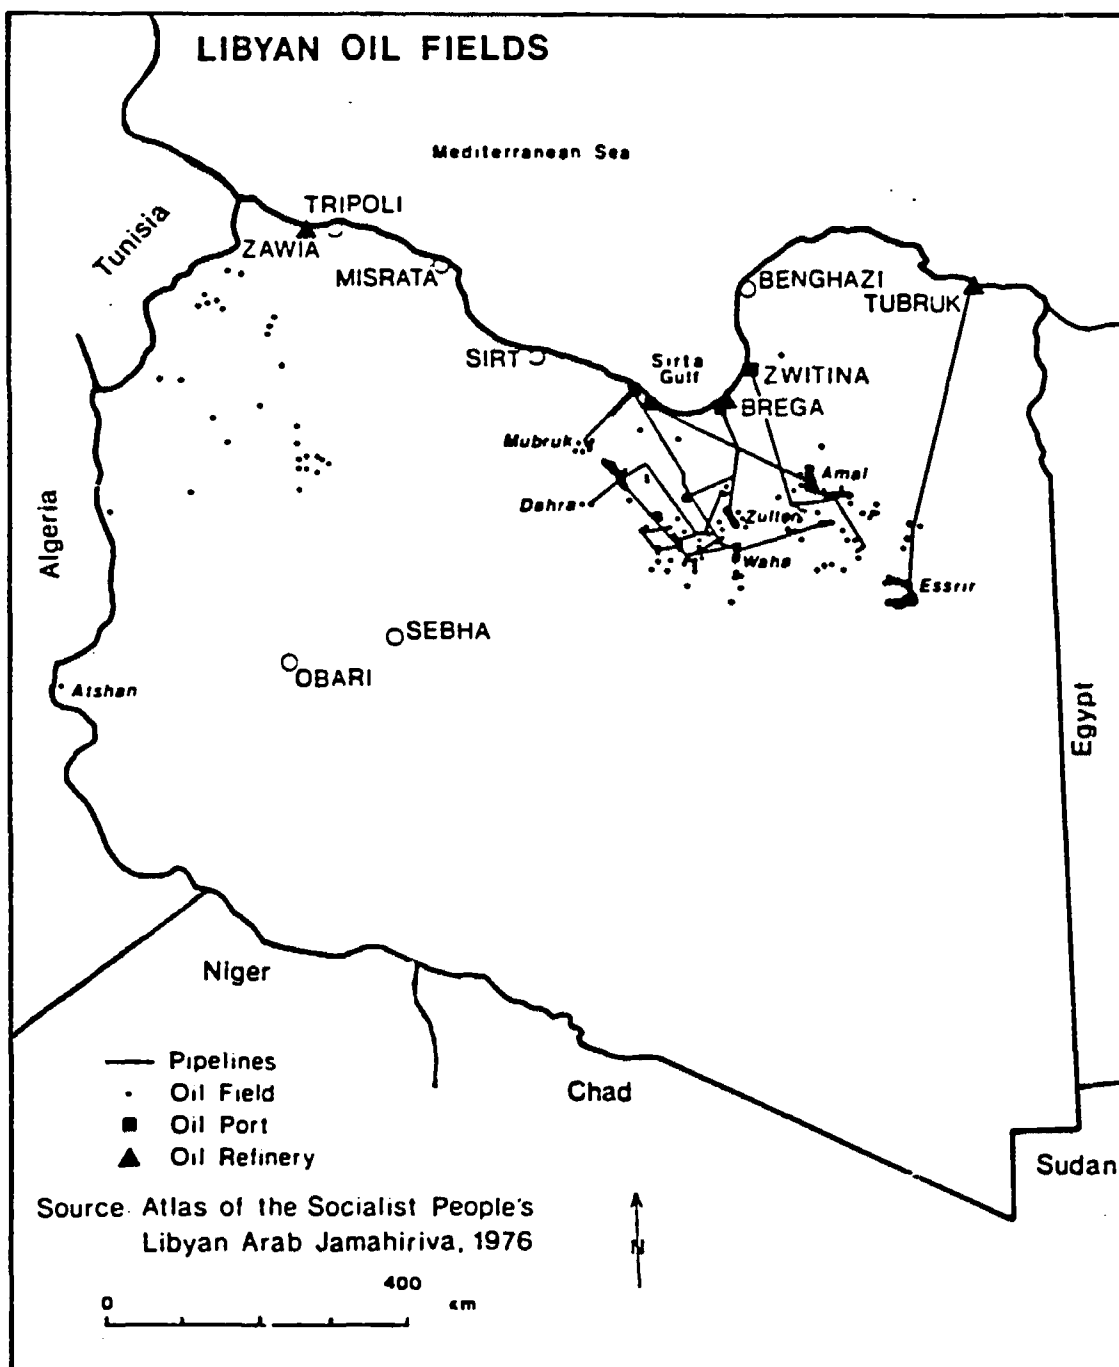 LIBYAN OIL FIELDS
Mediterranean Sea
Tunisia
TRIPOLI
ZAWIA
MISRATA
BENGHAZI
TUBRUK
SIRT
Sirta
Gulf
ZWITINA
BREGA
Mubruk
Amal
Dahra
Zulten
Waha
Essrir
Algeria
SEBHA
OBARI
Atshan
Egypt
Niger
Chad
Sudan
Pipelines
Oil Field
Oil Port
Oil Refinery
Source: Atlas of the Socialist People's
Libyan Arab Jamahiriva, 1976
N
0 400
km